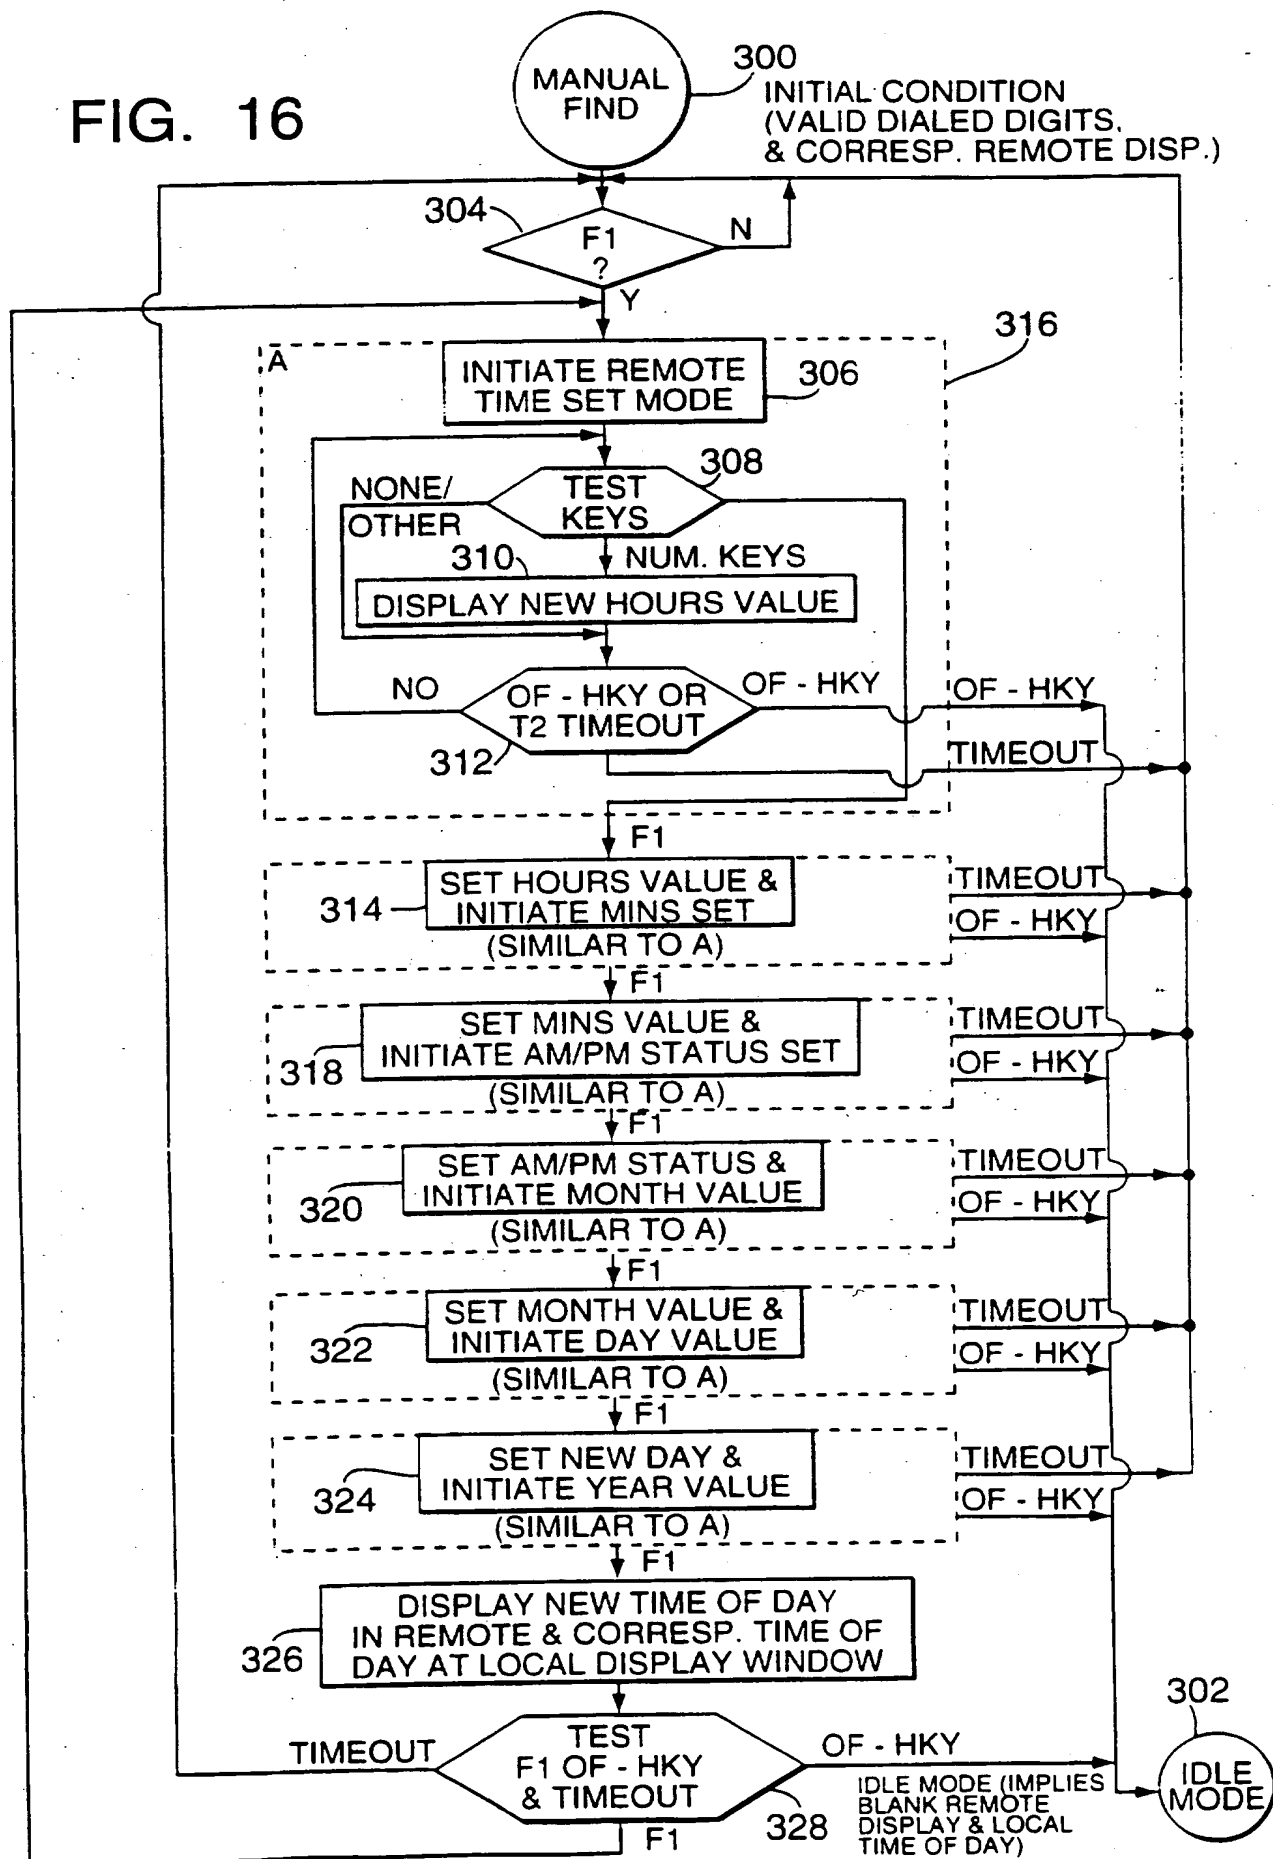 FIG. 16
MANUAL
FIND
300
INITIAL CONDITION
(VALID DIALED DIGITS,
& CORRESP. REMOTE DISP.)
304
F1
?
N
Y
316
A
INITIATE REMOTE
TIME SET MODE
306
308
NONE/
OTHER
TEST
KEYS
310
NUM. KEYS
DISPLAY NEW HOURS VALUE
NO
OF - HKY OR
T2 TIMEOUT
OF - HKY
OF - HKY
312
TIMEOUT
F1
314
SET HOURS VALUE &
INITIATE MINS SET
(SIMILAR TO A)
TIMEOUT
OF - HKY
F1
318
SET MINS VALUE &
INITIATE AM/PM STATUS SET
(SIMILAR TO A)
TIMEOUT
OF - HKY
F1
320
SET AM/PM STATUS &
INITIATE MONTH VALUE
(SIMILAR TO A)
TIMEOUT
OF - HKY
F1
322
SET MONTH VALUE &
INITIATE DAY VALUE
(SIMILAR TO A)
TIMEOUT
OF - HKY
F1
324
SET NEW DAY &
INITIATE YEAR VALUE
(SIMILAR TO A)
TIMEOUT
OF - HKY
F1
326
DISPLAY NEW TIME OF DAY
IN REMOTE & CORRESP. TIME OF
DAY AT LOCAL DISPLAY WINDOW
302
TIMEOUT
TEST
F1 OF - HKY
& TIMEOUT
OF - HKY
328
IDLE MODE (IMPLIES
BLANK REMOTE
DISPLAY & LOCAL
TIME OF DAY)
IDLE
MODE
F1